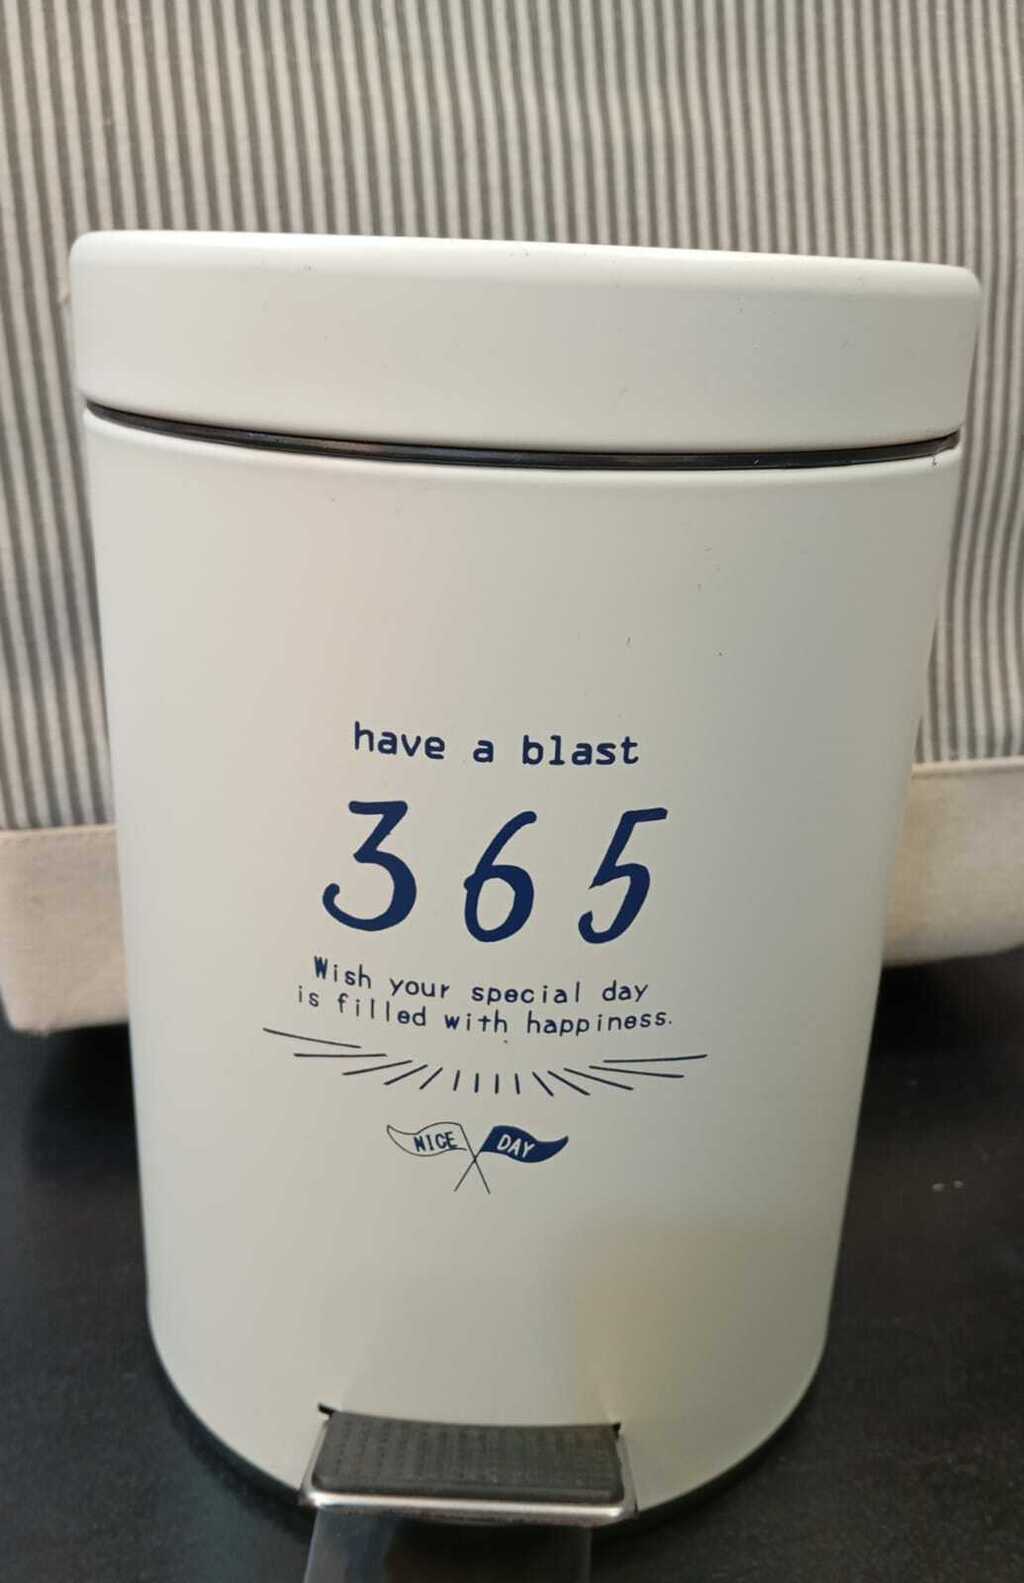 have a blast
365
Wish your special day
is filled with happiness.
NICE DAY